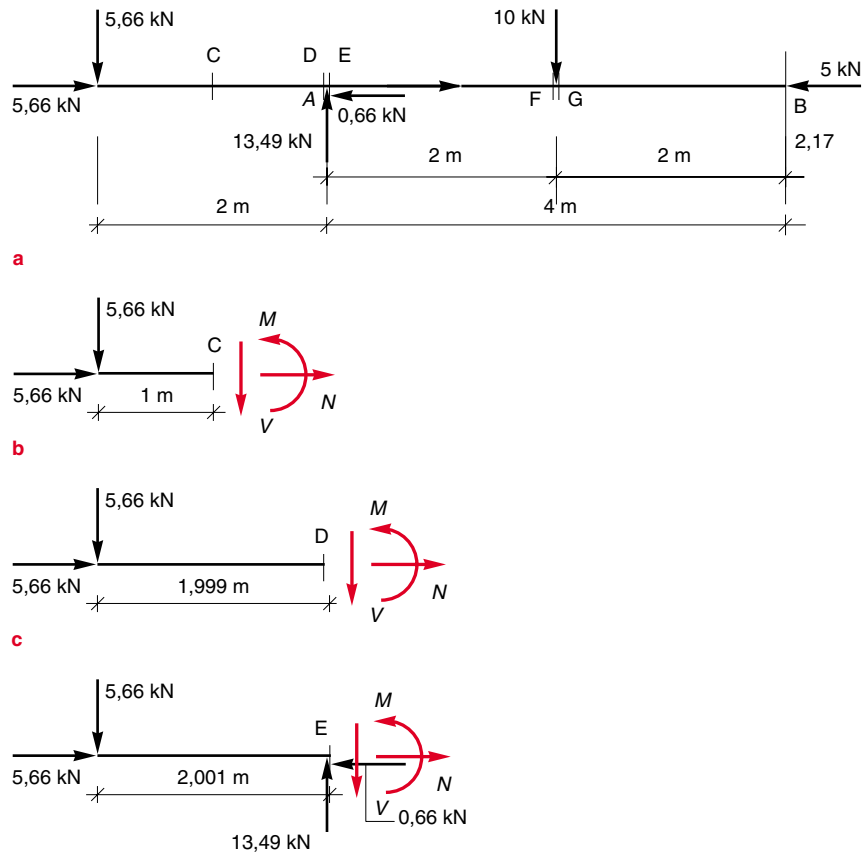 5,66 kN
10 kN
C
D
E
5 kN
5,66 kN
A
0,66 kN
F
G
B
13,49 kN
2 m
2 m
2,17
2 m
4 m
a
5,66 kN
C
M
5,66 kN
1 m
N
V
b
5,66 kN
D
M
5,66 kN
1,999 m
N
V
c
5,66 kN
E
M
5,66 kN
2,001 m
N
V
0,66 kN
13,49 kN